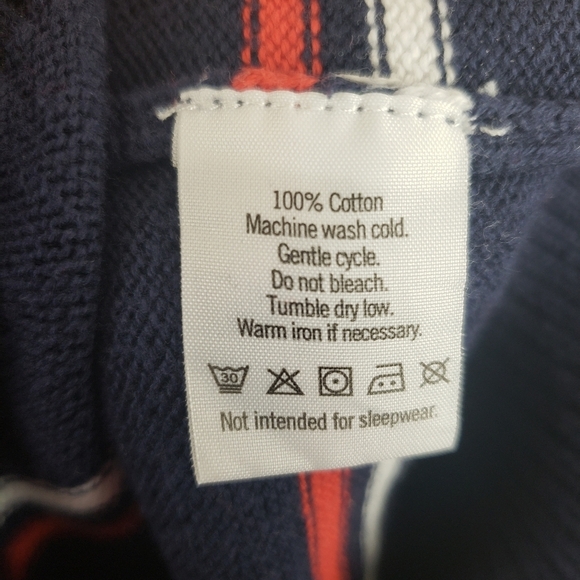 100% Cotton
Machine wash cold.
Gentle cycle.
Do not bleach.
Tumble dry low.
Warm iron if necessary.
30
Not intended for sleepwear.